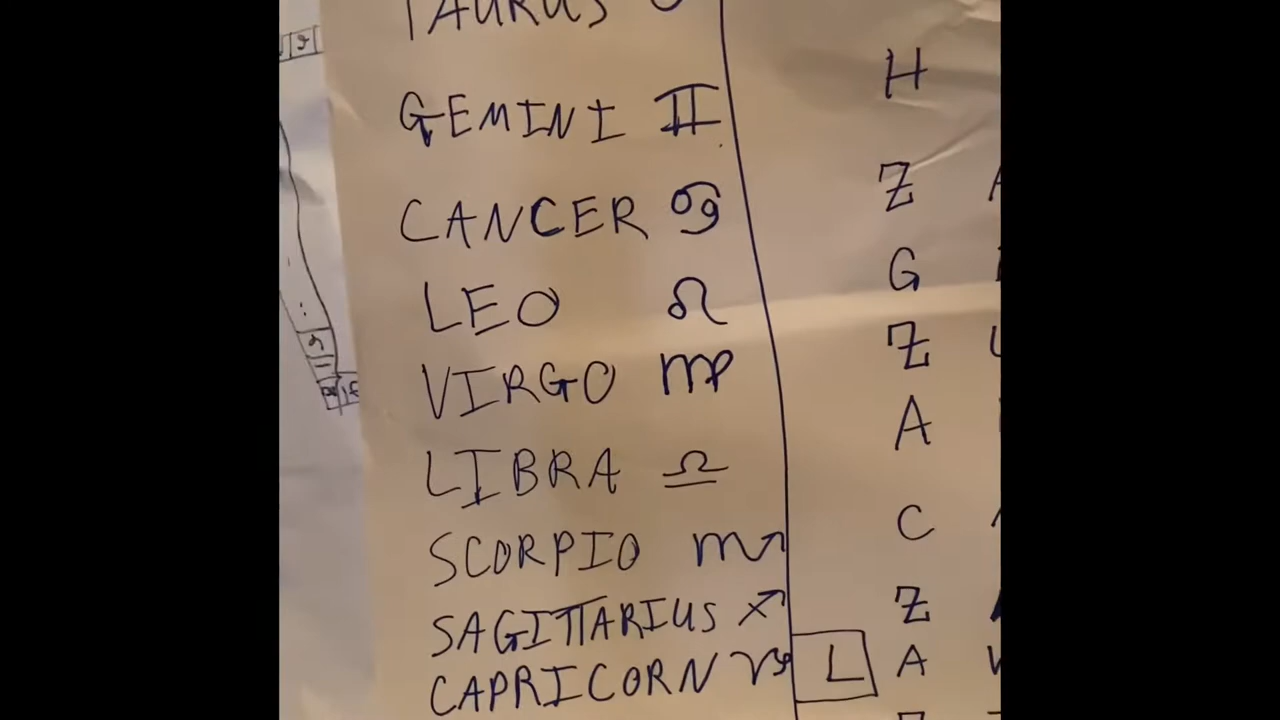 TAURUS ♉
GEMINI ♊
CANCER ♋
LEO ♌
VIRGO ♍
LIBRA ♎
SCORPIO ♏
SAGITTARIUS ♐
CAPRICORN ♑
H
Z A
G
Z
A
C
Z
L A